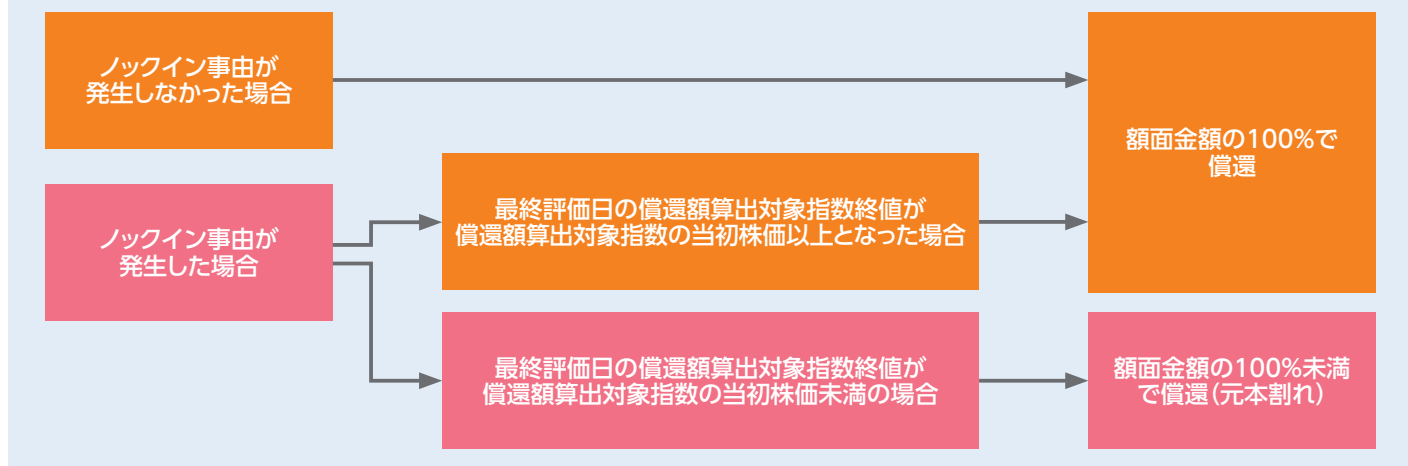 ノックイン事由が
発生しなかった場合
額面金額の100%で
償還
ノックイン事由が
発生した場合
最終評価日の償還額算出対象指数終値が
償還額算出対象指数の当初株価以上となった場合
最終評価日の償還額算出対象指数終値が
償還額算出対象指数の当初株価未満の場合
額面金額の100%未満
で償還（元本割れ）